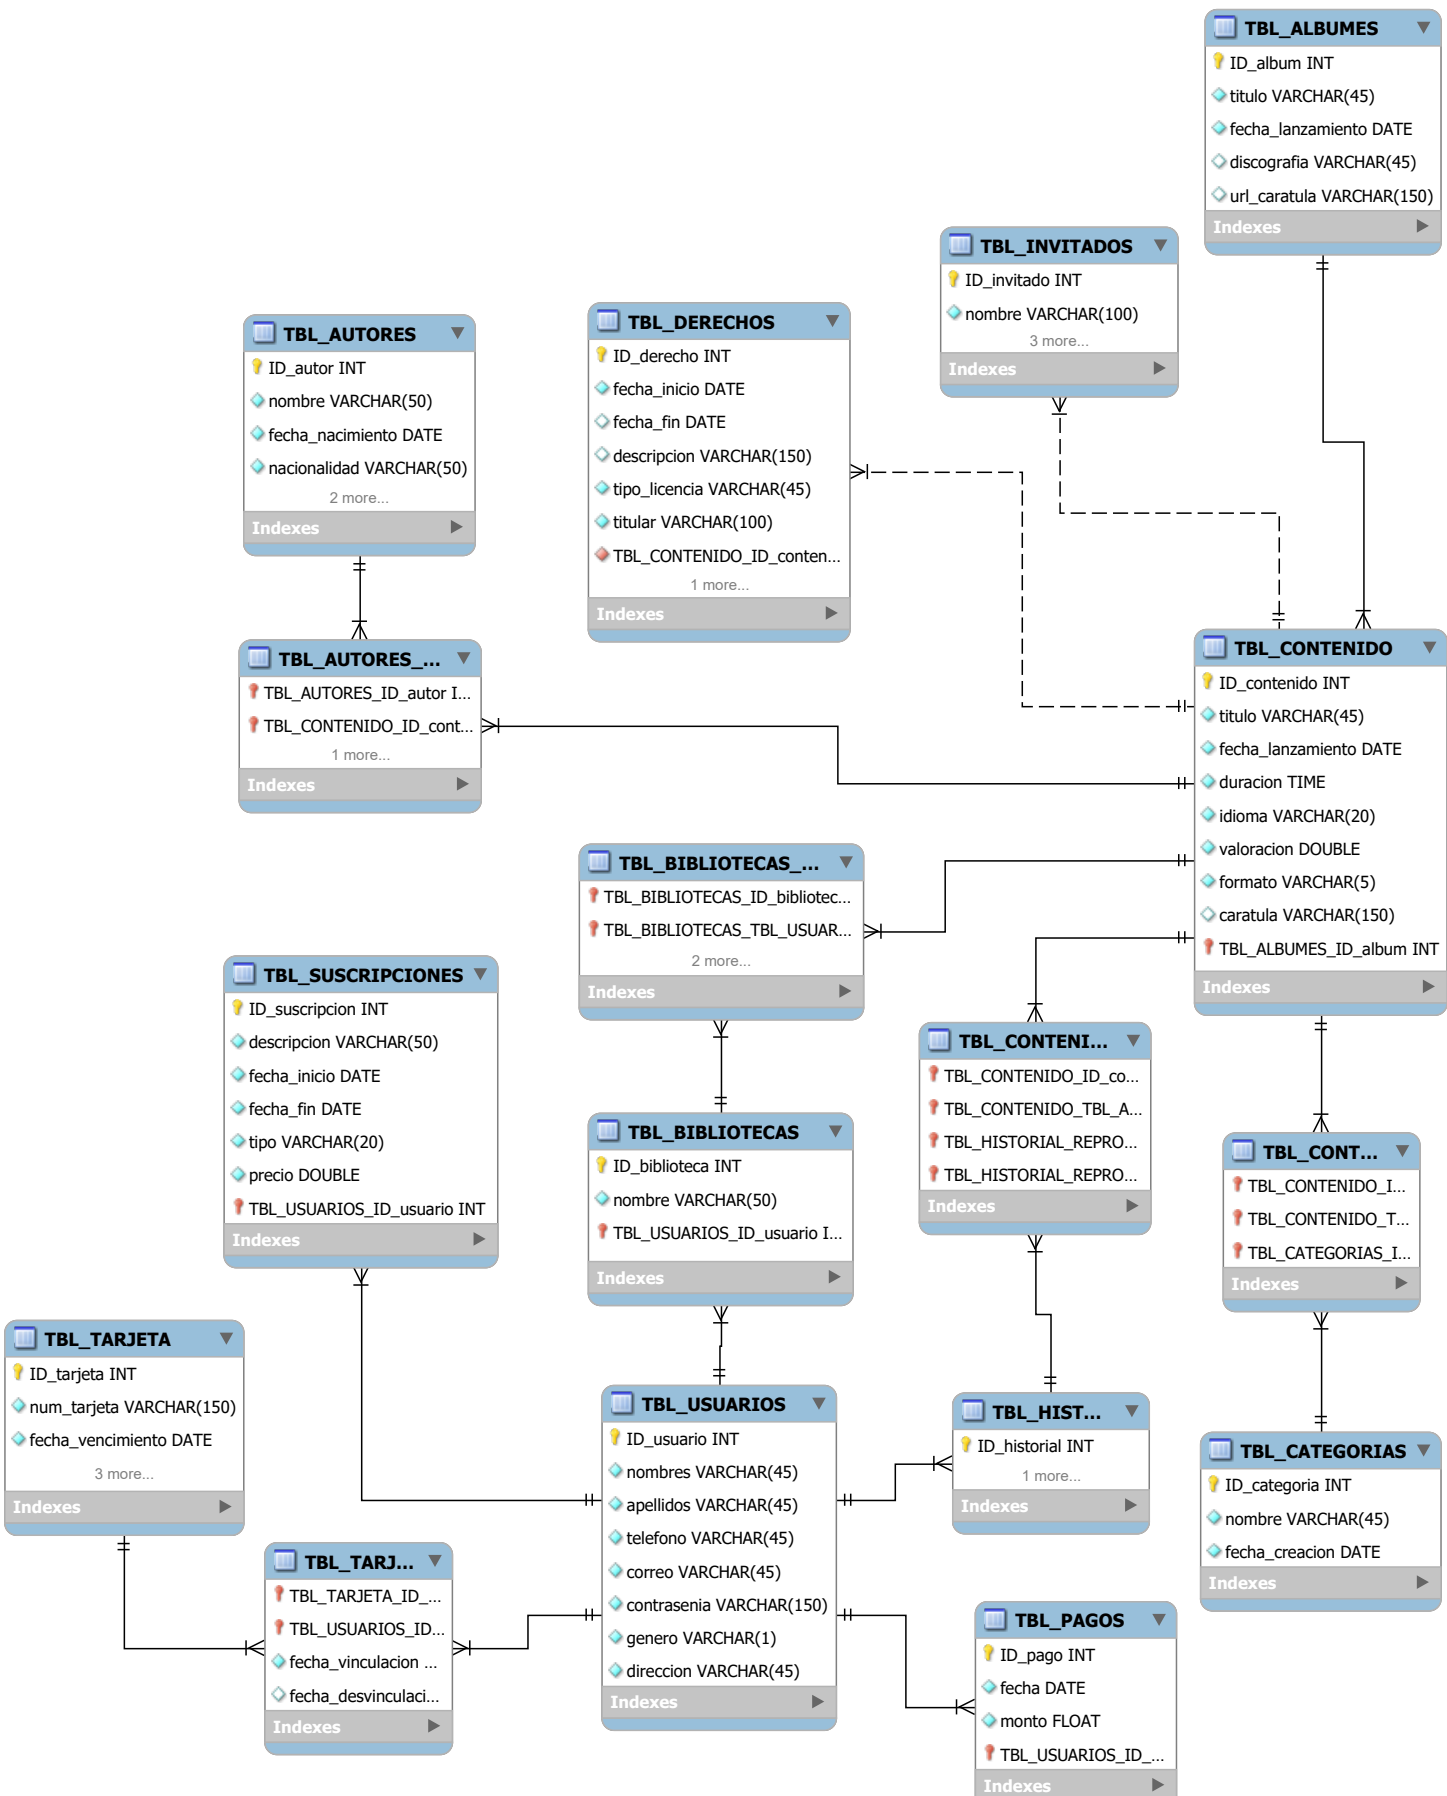 TBL_ALBUMES
ID_album INT
titulo VARCHAR(45)
fecha_lanzamiento DATE
discografia VARCHAR(45)
url_caratula VARCHAR(150)
Indexes
TBL_INVITADOS
ID_invitado INT
nombre VARCHAR(100)
3 more...
Indexes
TBL_DERECHOS
ID_derecho INT
fecha_inicio DATE
fecha_fin DATE
descripcion VARCHAR(150)
tipo_licencia VARCHAR(45)
titular VARCHAR(100)
TBL_CONTENIDO_ID_conten...
1 more...
Indexes
TBL_AUTORES
ID_autor INT
nombre VARCHAR(50)
fecha_nacimiento DATE
nacionalidad VARCHAR(50)
2 more...
Indexes
TBL_AUTORES_...
TBL_AUTORES_ID_autor I...
TBL_CONTENIDO_ID_cont...
1 more...
Indexes
TBL_CONTENIDO
ID_contenido INT
titulo VARCHAR(45)
fecha_lanzamiento DATE
duracion TIME
idioma VARCHAR(20)
valoracion DOUBLE
formato VARCHAR(5)
caratula VARCHAR(150)
TBL_ALBUMES_ID_album INT
Indexes
TBL_BIBLIOTECAS_...
TBL_BIBLIOTECAS_ID_bibliotec...
TBL_BIBLIOTECAS_TBL_USUAR...
2 more...
Indexes
TBL_SUSCRIPCIONES
ID_suscripcion INT
descripcion VARCHAR(50)
fecha_inicio DATE
fecha_fin DATE
tipo VARCHAR(20)
precio DOUBLE
TBL_USUARIOS_ID_usuario INT
Indexes
TBL_CONTENI...
TBL_CONTENIDO_ID_co...
TBL_CONTENIDO_TBL_A...
TBL_HISTORIAL_REPRO...
TBL_HISTORIAL_REPRO...
Indexes
TBL_BIBLIOTECAS
ID_biblioteca INT
nombre VARCHAR(50)
TBL_USUARIOS_ID_usuario I...
Indexes
TBL_CONT...
TBL_CONTENIDO_I...
TBL_CONTENIDO_T...
TBL_CATEGORIAS_I...
Indexes
TBL_TARJETA
ID_tarjeta INT
num_tarjeta VARCHAR(150)
fecha_vencimiento DATE
3 more...
Indexes
TBL_USUARIOS
ID_usuario INT
nombres VARCHAR(45)
apellidos VARCHAR(45)
telefono VARCHAR(45)
correo VARCHAR(45)
contrasenia VARCHAR(150)
genero VARCHAR(1)
direccion VARCHAR(45)
Indexes
TBL_HIST...
ID_historial INT
1 more...
Indexes
TBL_CATEGORIAS
ID_categoria INT
nombre VARCHAR(45)
fecha_creacion DATE
Indexes
TBL_TARJ...
TBL_TARJETA_ID_...
TBL_USUARIOS_ID...
fecha_vinculacion ...
fecha_desvinculaci...
Indexes
TBL_PAGOS
ID_pago INT
fecha DATE
monto FLOAT
TBL_USUARIOS_ID_...
Indexes